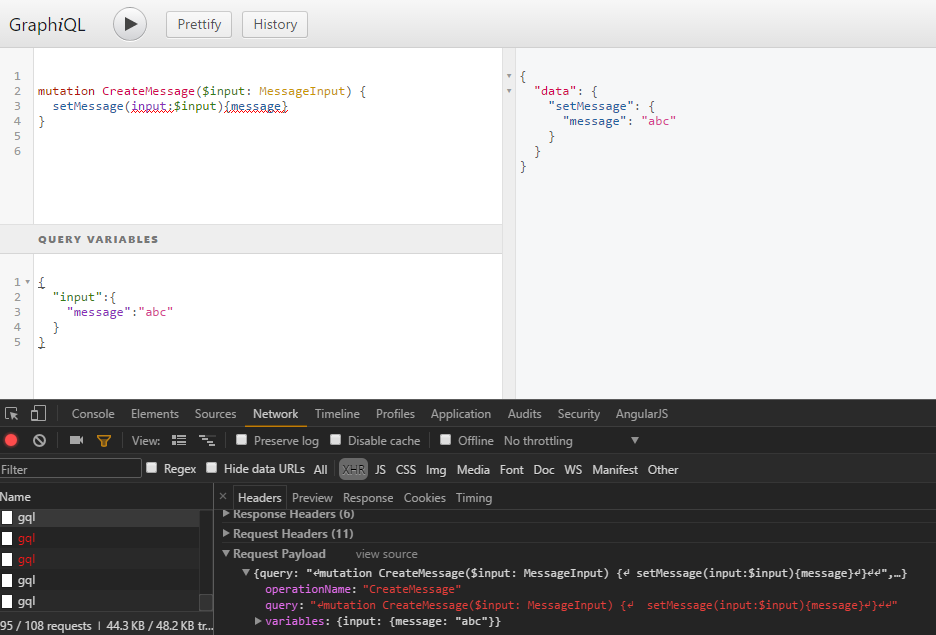 GraphiQL
Prettify
History
1
2 mutation CreateMessage($input: MessageInput) {
3 setMessage(input:$input){message}
4 }
5
6
{
"data": {
"setMessage": {
"message": "abc"
}
}
}
QUERY VARIABLES
1 {
2 "input":{
3 "message":"abc"
4 }
5 }
Console Elements Sources Network Timeline Profiles Application Audits Security AngularJS
View: Preserve log Disable cache Offline No throttling
Filter Regex Hide data URLs All XHR JS CSS Img Media Font Doc WS Manifest Other
Name
gql
gql
gql
gql
gql
95 / 108 requests | 44.3 KB / 48.2 KB tr...
× Headers Preview Response Cookies Timing
Response Headers (6)
Request Headers (11)
Request Payload view source
{query: "↵mutation CreateMessage($input: MessageInput) {↵ setMessage(input:$input){message}↵}↵↵",…}
operationName: "CreateMessage"
query: "↵mutation CreateMessage($input: MessageInput) {↵ setMessage(input:$input){message}↵}↵↵"
variables: {input: {message: "abc"}}